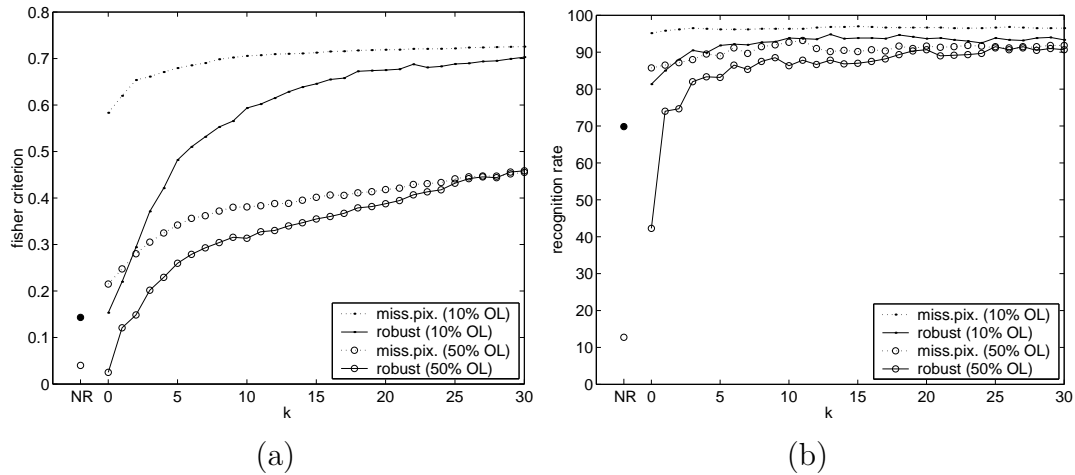 0.8
0.7
0.6
0.5
0.4
0.3
0.2
0.1
0
fisher criterion
NR 0 5 10 15 20 25 30
k
miss.pix. (10% OL)
robust (10% OL)
miss.pix. (50% OL)
robust (50% OL)
(a)
100
90
80
70
60
50
40
30
20
10
0
recognition rate
NR 0 5 10 15 20 25 30
k
miss.pix. (10% OL)
robust (10% OL)
miss.pix. (50% OL)
robust (50% OL)
(b)